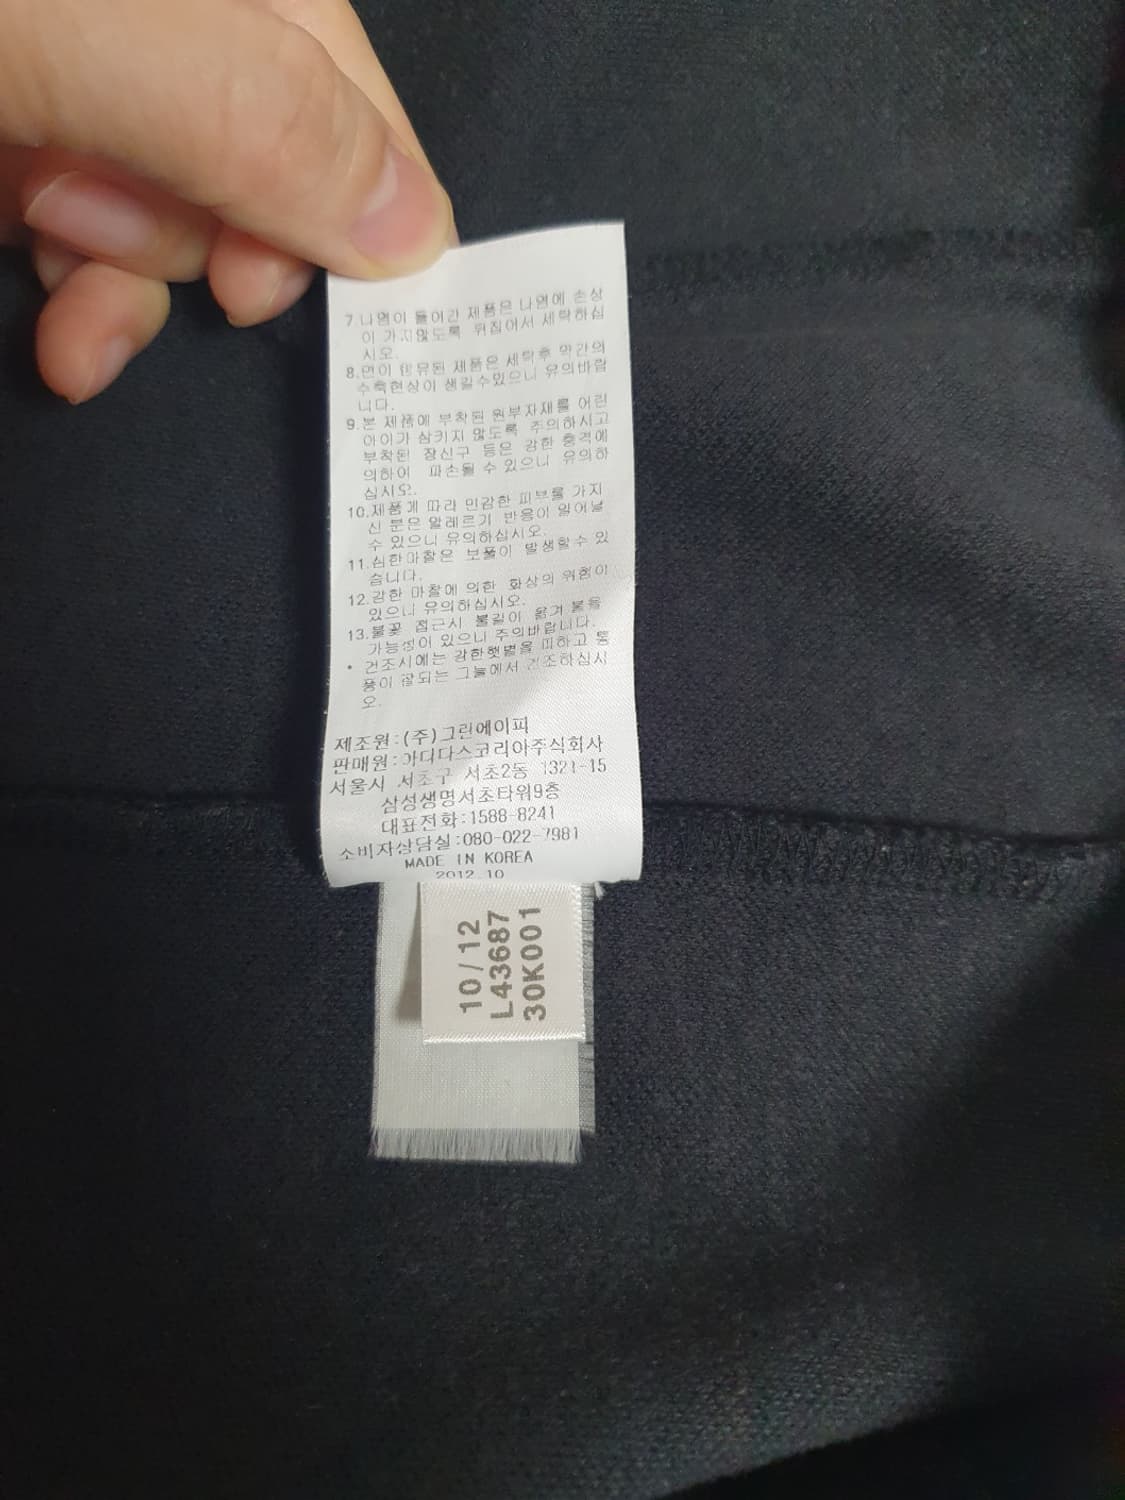 7.나염이 들어간 제품은 나염에 손상
이 가지않도록 뒤집어서 세탁하십
시오.
8.면이 함유된 제품은 세탁후 약간의
수축현상이 생길수있으니 유의바랍
니다.
9.본 제품에 부착된 원부자재를 어린
아이가 삼키지 않도록 주의하시고
부착된 장신구 등은 강한 충격에
의하여 파손될 수 있으니 유의하
십시오.
10.제품에 따라 민감한 피부를 가지
신 분은 알레르기 반응이 일어날
수 있으니 유의하십시오.
11.심한마찰은 보풀이 발생할수 있
습니다.
12.강한 마찰에 의한 화상의 위험이
있으니 유의하십시오.
13.불꽃 접근시 불길이 옮겨 붙을
가능성이 있으니 주의바랍니다.
• 건조시에는 강한햇볕을 피하고 통
풍이 잘되는 그늘에서 건조하십시
오.
제조원:(주)그린에이피
판매원:아디다스코리아주식회사
서울시 서초구 서초2동 1321-15
삼성생명서초타워9층
대표전화:1588-8241
소비자상담실:080-022-7981
MADE IN KOREA
2012.10
10/12
L43687
30K001